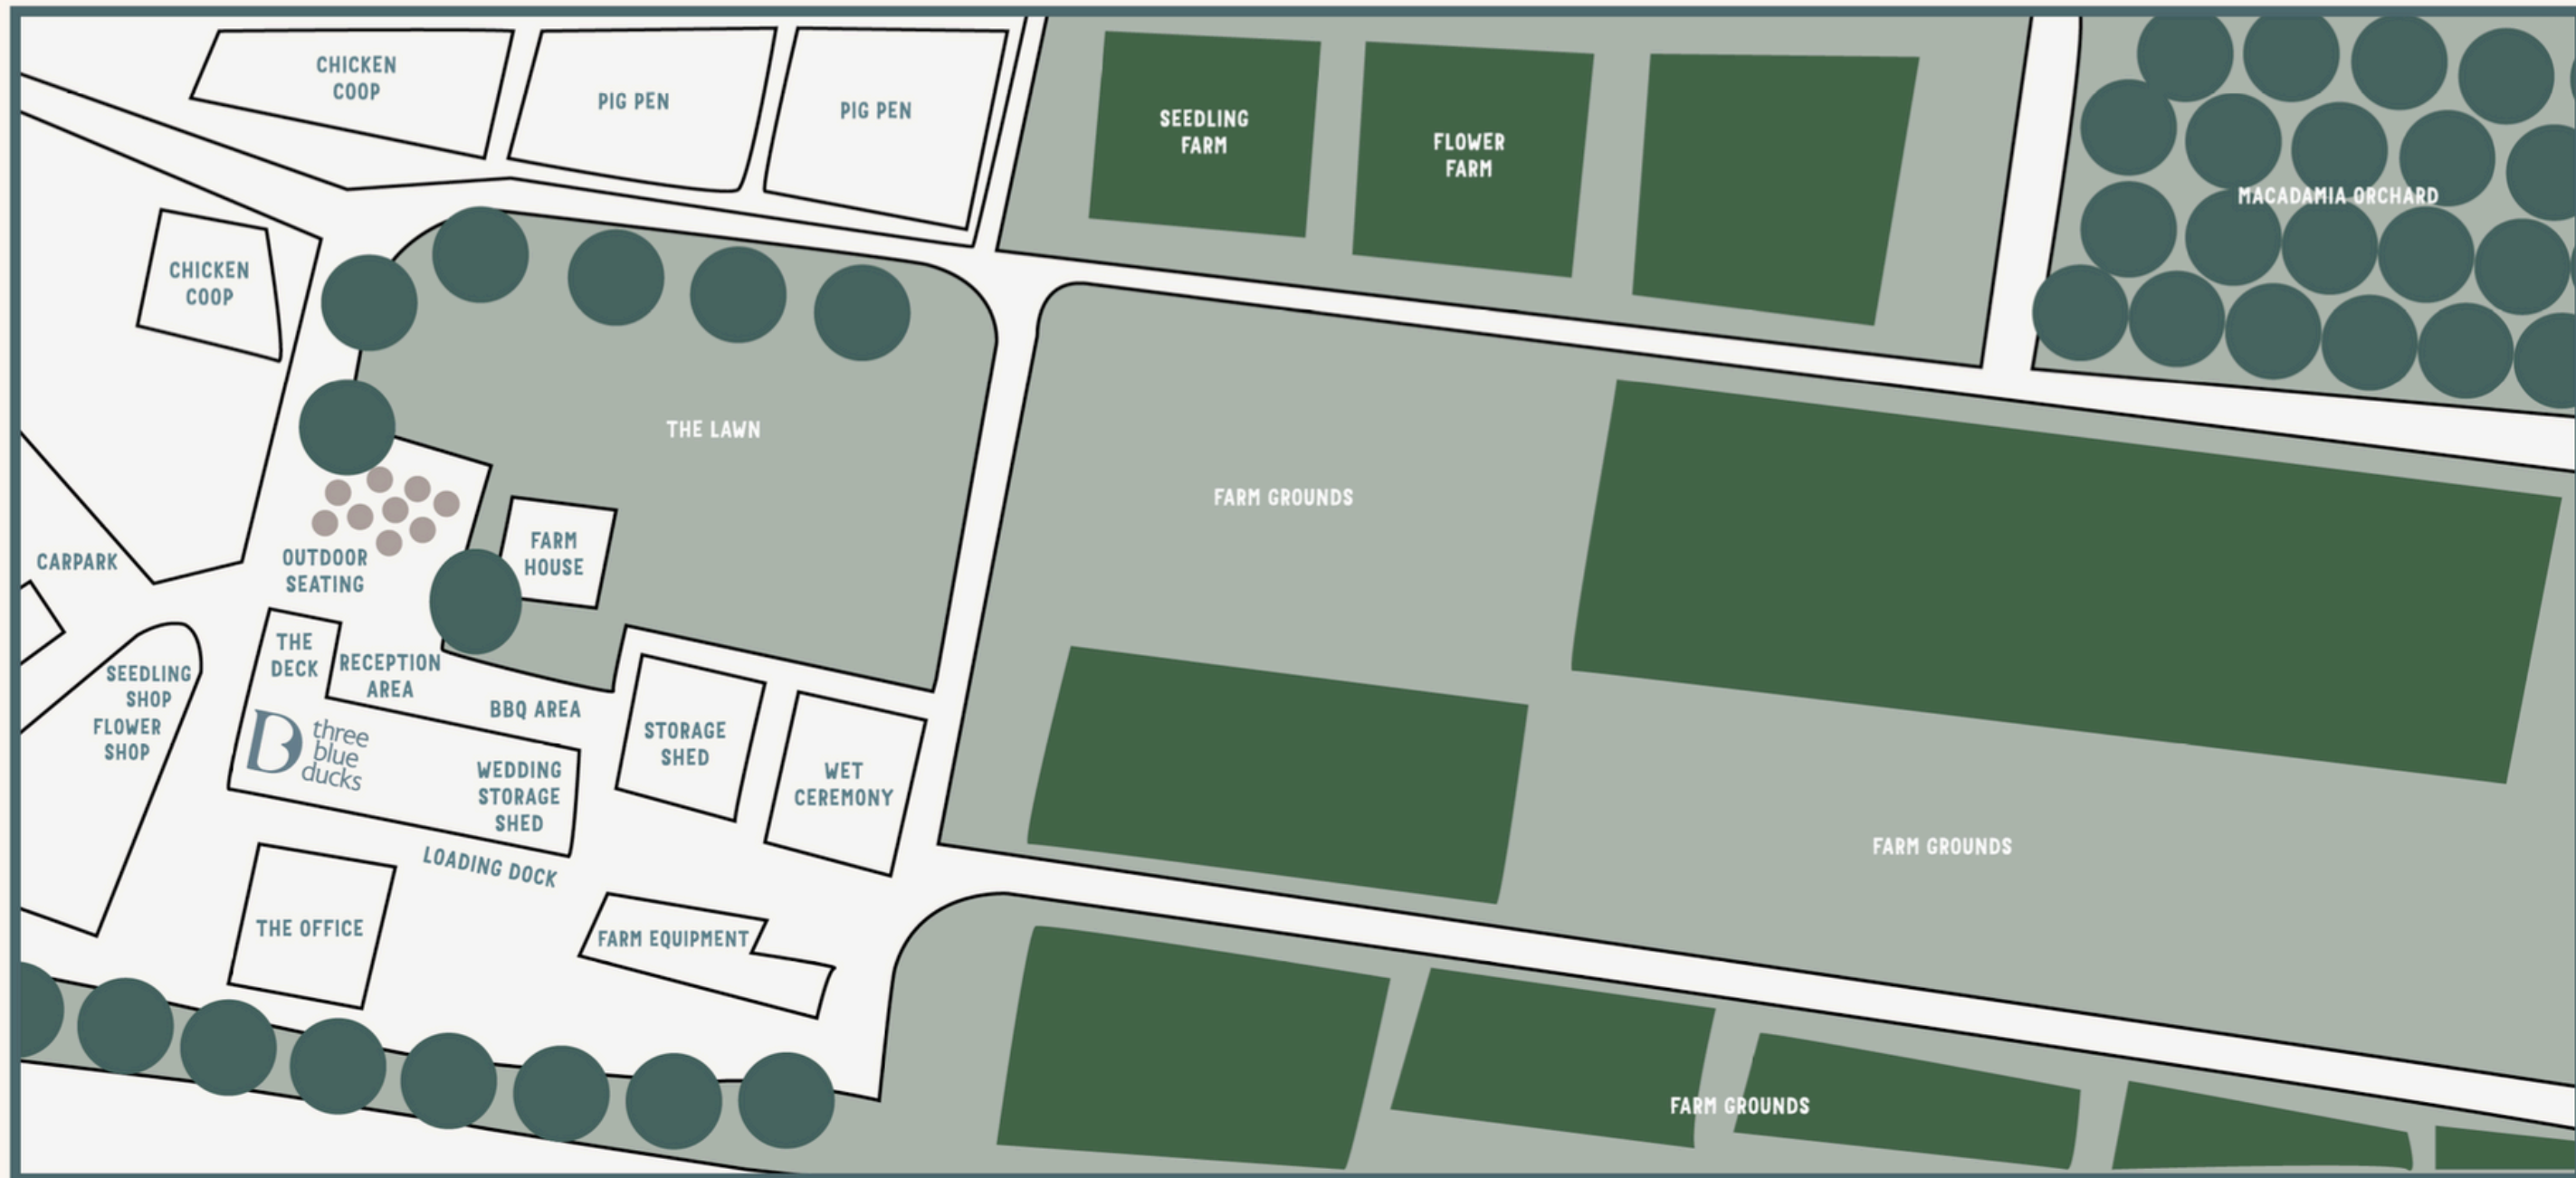 CHICKEN
COOP
PIG PEN
PIG PEN
SEEDLING
FARM
FLOWER
FARM
MACADAMIA ORCHARD
CHICKEN
COOP
THE LAWN
FARM GROUNDS
FARM
HOUSE
CARPARK
OUTDOOR
SEATING
THE
DECK
RECEPTION
AREA
SEEDLING
SHOP
FLOWER
SHOP
BBQ AREA
B three
blue
ducks
WEDDING
STORAGE
SHED
STORAGE
SHED
WET
CEREMONY
FARM GROUNDS
LOADING DOCK
THE OFFICE
FARM EQUIPMENT
FARM GROUNDS